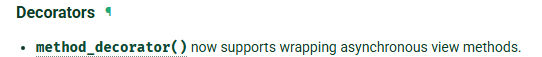 Decorators ¶
• method_decorator() now supports wrapping asynchronous view methods.